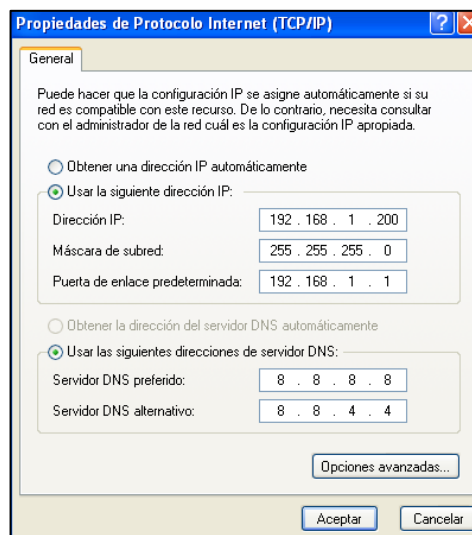 Propiedades de Protocolo Internet (TCP/IP)
General
Puede hacer que la configuración IP se asigne automáticamente si su
red es compatible con este recurso. De lo contrario, necesita consultar
con el administrador de la red cuál es la configuración IP apropiada.
Obtener una dirección IP automáticamente
Usar la siguiente dirección IP:
Dirección IP: 192 . 168 . 1 . 200
Máscara de subred: 255 . 255 . 255 . 0
Puerta de enlace predeterminada: 192 . 168 . 1 . 1
Obtener la dirección del servidor DNS automáticamente
Usar las siguientes direcciones de servidor DNS:
Servidor DNS preferido: 8 . 8 . 8 . 8
Servidor DNS alternativo: 8 . 8 . 4 . 4
Opciones avanzadas...
Aceptar Cancelar